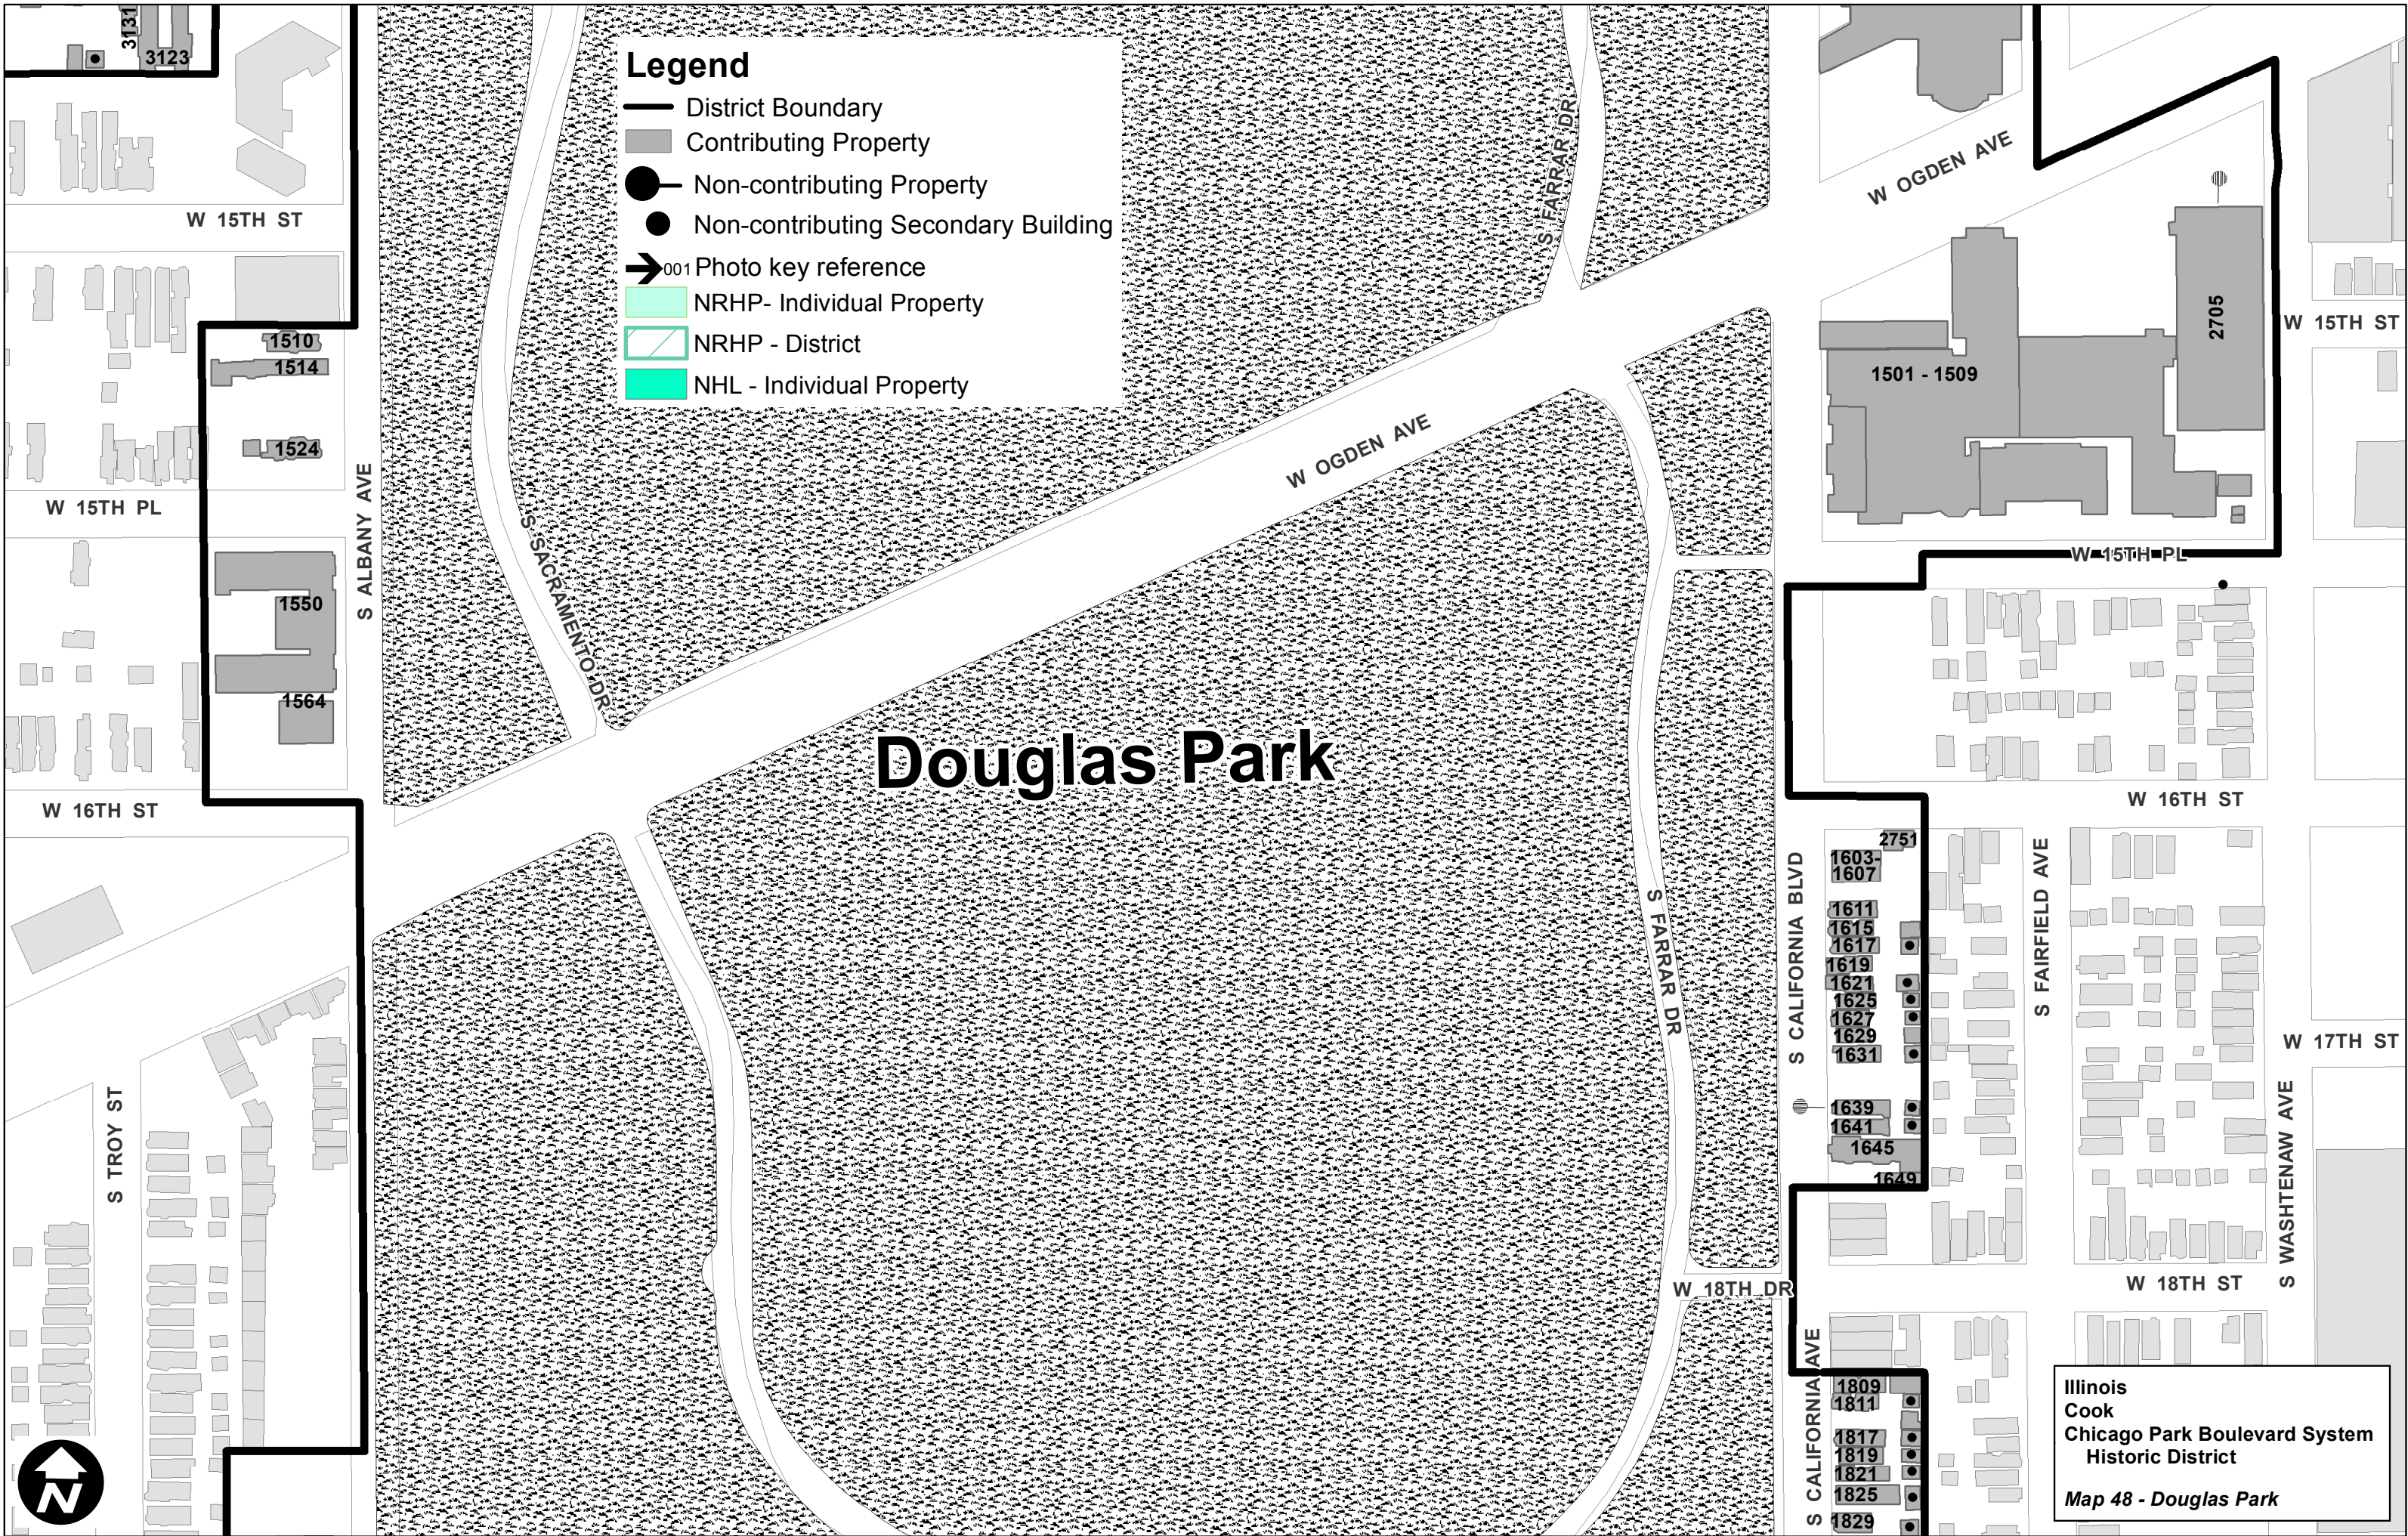 3131
3123
Legend
District Boundary
Contributing Property
Non-contributing Property
Non-contributing Secondary Building
001 Photo key reference
NRHP- Individual Property
NRHP - District
NHL - Individual Property
S FARRAR DR
W OGDEN AVE
W 15TH ST
2705
W 15TH ST
1510
1514
1501 - 1509
1524
W OGDEN AVE
S ALBANY AVE
W 15TH PL
S SACRAMENTO DR
W 15TH PL
1550
1564
Douglas Park
W 16TH ST
W 16TH ST
2751
1603-
1607
S CALIFORNIA BLVD
S FAIRFIELD AVE
1611
1615
1617
S FARRAR DR
1619
1621
1625
1627
1629
W 17TH ST
1631
S TROY ST
1639
1641
1645
1649
S WASHTENAW AVE
W 18TH DR
W 18TH ST
S CALIFORNIA AVE
1809
1811
1817
1819
1821
1825
1829
N
Illinois
Cook
Chicago Park Boulevard System
Historic District
Map 48 - Douglas Park